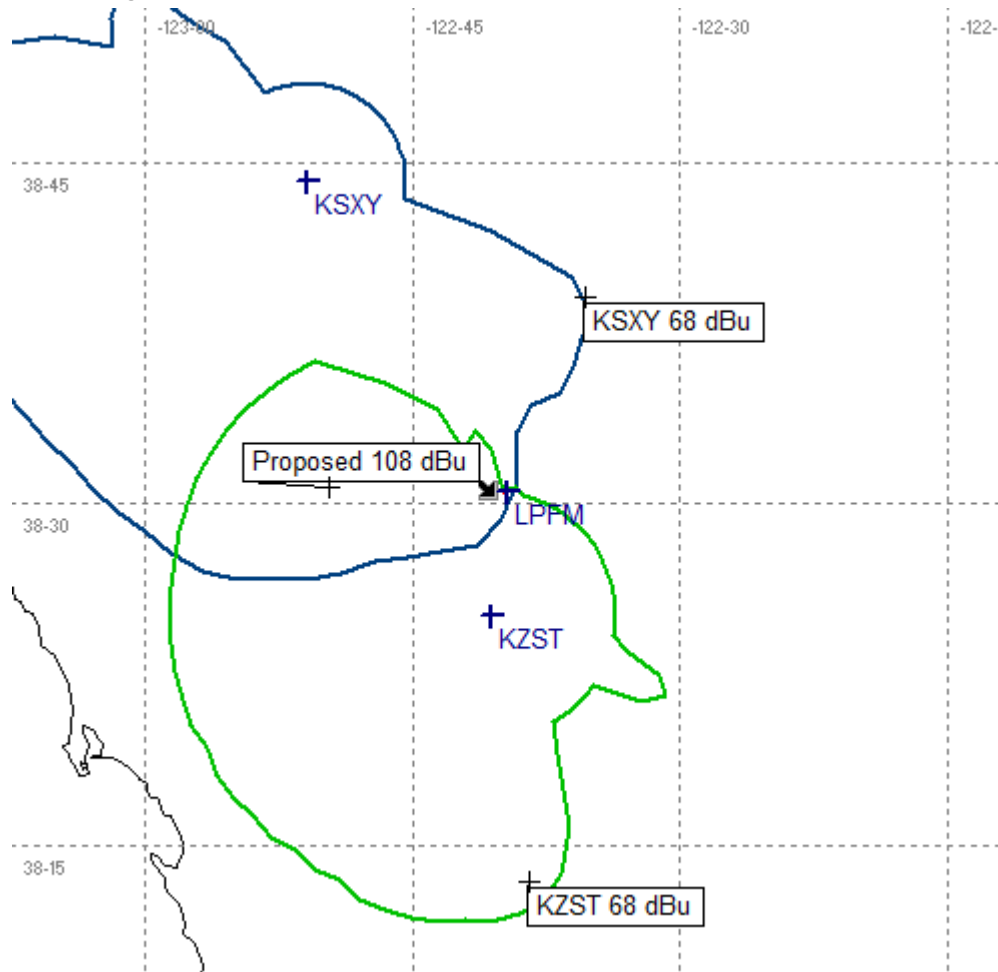 -123-00
-122-45
-122-30
-122-
38-45
KSXY
KSXY 68 dBu
Proposed 108 dBu
LPFM
38-30
KZST
38-15
KZST 68 dBu